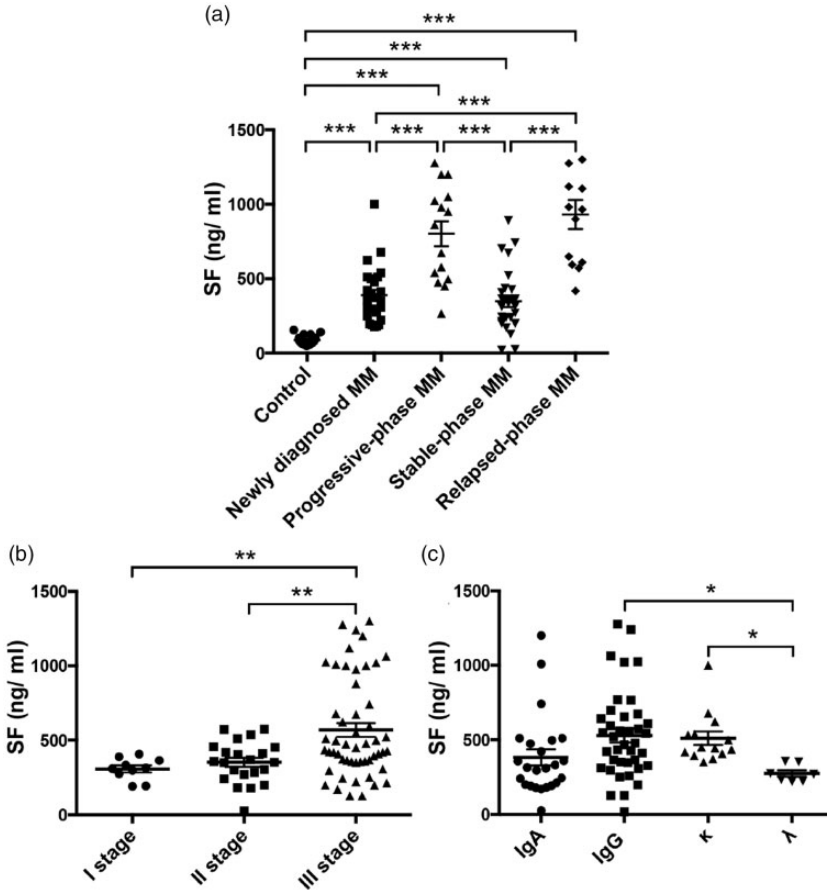 (a)
***
***
***
***
*** *** *** ***
1500
1000
500
0
SF (ng/ ml)
Control
Newly diagnosed MM
Progressive-phase MM
Stable-phase MM
Relapsed-phase MM
(b)
**
**
1500
1000
500
0
SF (ng/ ml)
I stage
II stage
III stage
(c)
*
*
1500
1000
500
0
SF (ng/ ml)
IgA
IgG
κ
λ